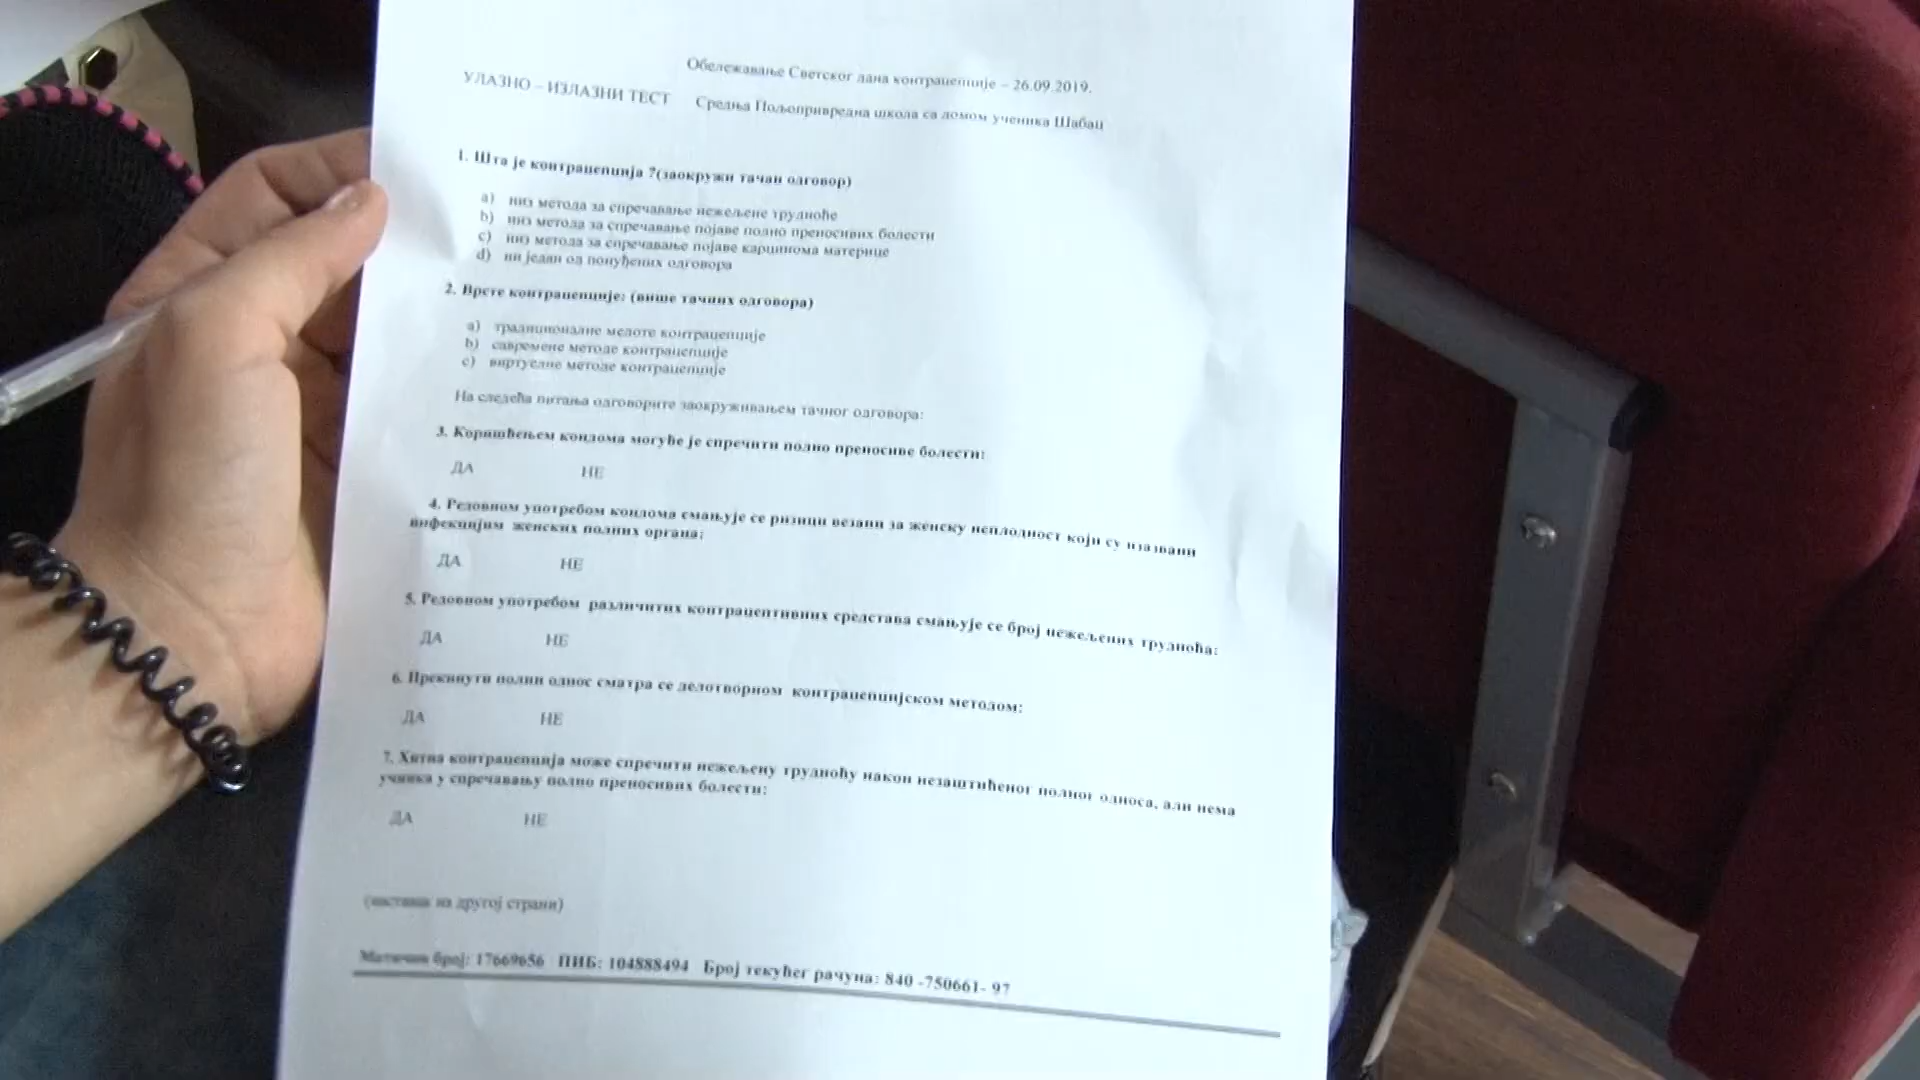 Обележавање Светског дана контрацепције – 26.09.2019.
УЛАЗНО – ИЗЛАЗНИ ТЕСТ Средња Пољопривредна школа са домом ученика Шабац
1. Шта је контрацепција ?(заокружи тачан одговор)
a) низ метода за спречавање нежељене трудноће
b) низ метода за спречавање појаве полно преносивих болести
c) низ метода за спречавање појаве карцинома материце
d) ни један од понуђених одговора
2. Врсте контрацепције: (више тачних одговора)
a) традиционалне мелоте контрацепције
b) савремене методе контрацепције
c) виртуелне методе контрацепције
На следећа питања одговорите заокруживањем тачног одговора:
3. Коришћењем кондома могуће је спречити полно преносиве болести:
ДА НЕ
4. Редовном употребом кондома смањује се ризици везани за женску неплодност који су изазвани
инфекцијим женских полних органа:
ДА НЕ
5. Редовном употребом различитих контрацептивних средстава смањује се број нежељених трудноћа:
ДА НЕ
6. Прекинути полни однос сматра се делотворном контрацепцијском методом:
ДА НЕ
7. Хитна контрацепција може спречити нежељену трудноћу након незаштићеног полног односа, али нема
учинка у спречавању полно преносивих болести:
ДА НЕ
(наставак на другој страни)
Матични број: 17669656 ПИБ: 104888494 Број текућег рачуна: 840 -750661- 97